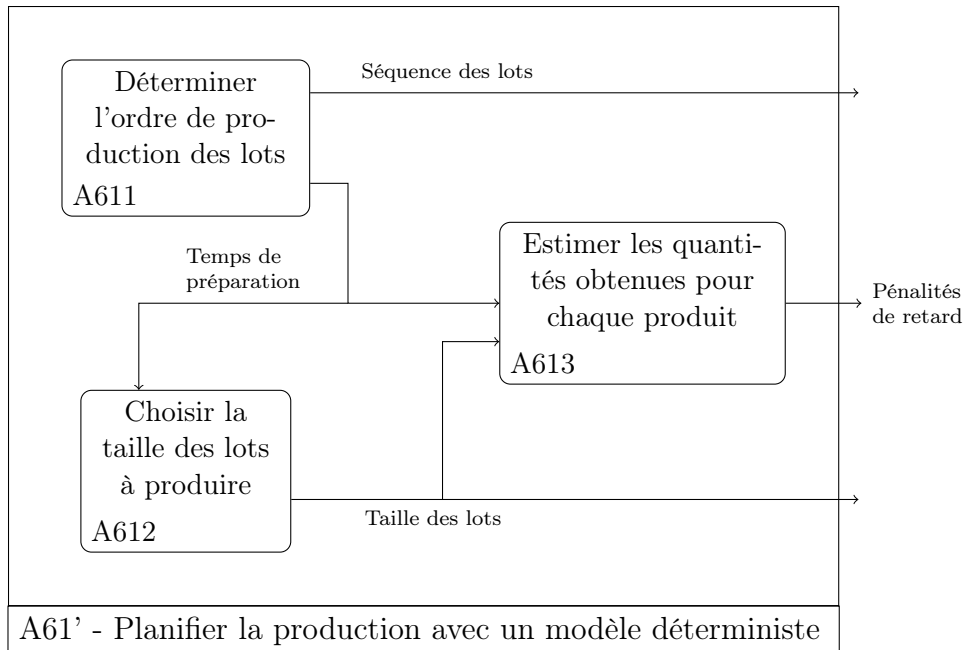 Déterminer
l'ordre de pro-
duction des lots
A611
Séquence des lots
Temps de
préparation
Estimer les quanti-
tés obtenues pour
chaque produit
A613
Pénalités
de retard
Choisir la
taille des lots
à produire
A612
Taille des lots
A61' - Planifier la production avec un modèle déterministe